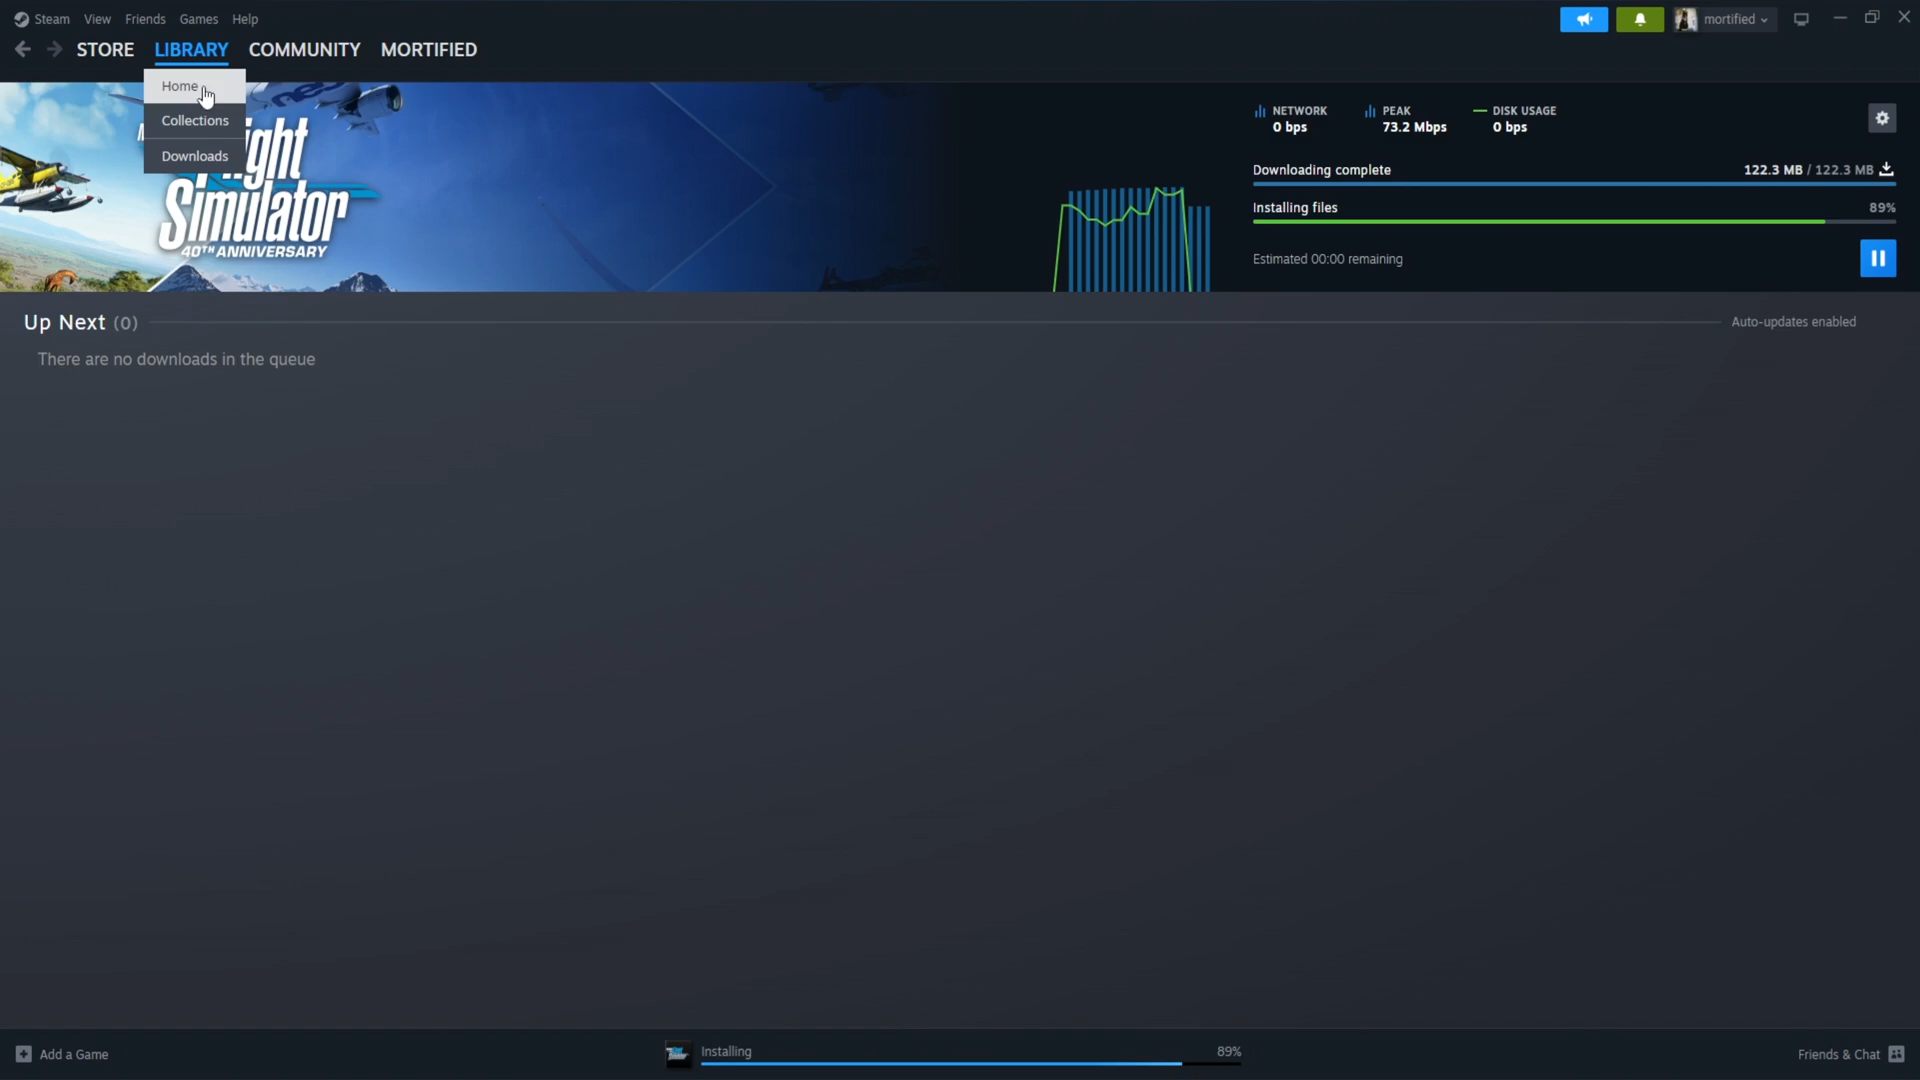 Steam View Friends Games Help
mortified
STORE LIBRARY COMMUNITY MORTIFIED
Home
Collections
Downloads
Simulator
40TH ANNIVERSARY
NETWORK PEAK DISK USAGE
0 bps 73.2 Mbps 0 bps
Downloading complete 122.3 MB / 122.3 MB
Installing files 89%
Estimated 00:00 remaining
Up Next (0) Auto-updates enabled
There are no downloads in the queue
Add a Game
Installing 89%
Friends & Chat